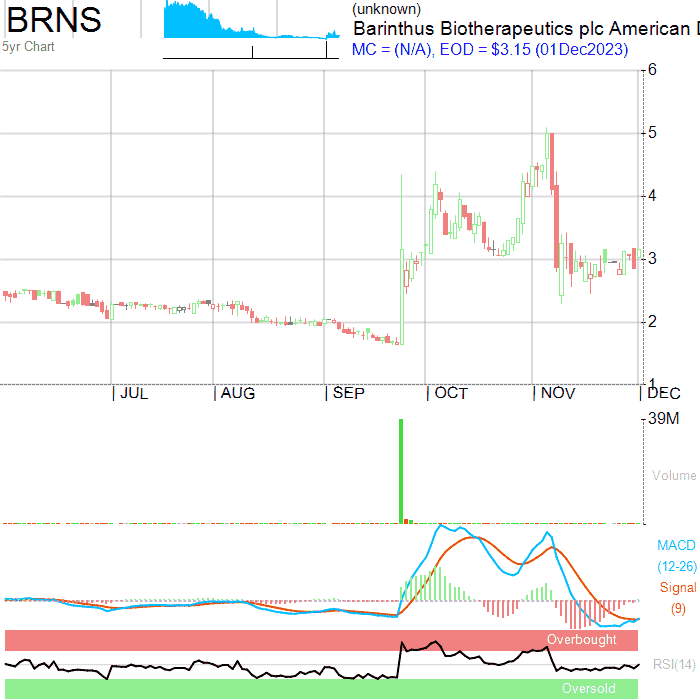 BRNS
5yr Chart
(unknown)
Barinthus Biotherapeutics plc American D
MC = (N/A), EOD = $3.15 (01Dec2023)
6
5
4
3
2
1
JUL
AUG
SEP
OCT
NOV
DEC
39M
Volume
MACD
(12-26)
Signal
(9)
Overbought
RSI(14)
Oversold